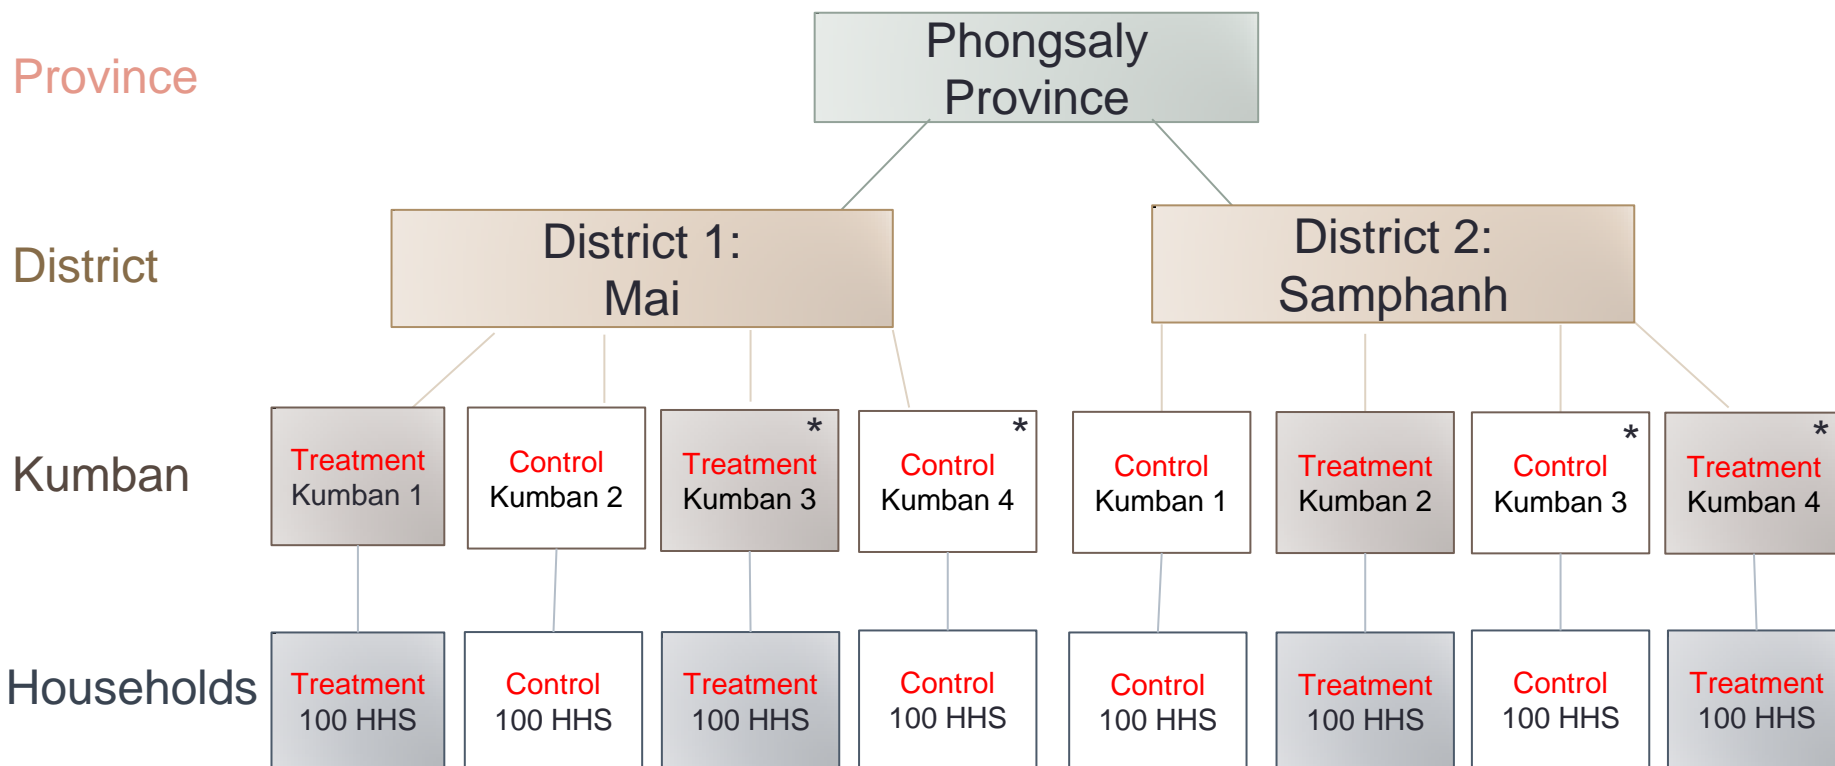 Province
Phongsaly
Province
District
District 1:
Mai
District 2:
Samphanh
Kumban
Treatment
Kumban 1
Control
Kumban 2
*
Treatment
Kumban 3
*
Control
Kumban 4
Control
Kumban 1
Treatment
Kumban 2
*
Control
Kumban 3
*
Treatment
Kumban 4
Households
Treatment
100 HHS
Control
100 HHS
Treatment
100 HHS
Control
100 HHS
Control
100 HHS
Treatment
100 HHS
Control
100 HHS
Treatment
100 HHS